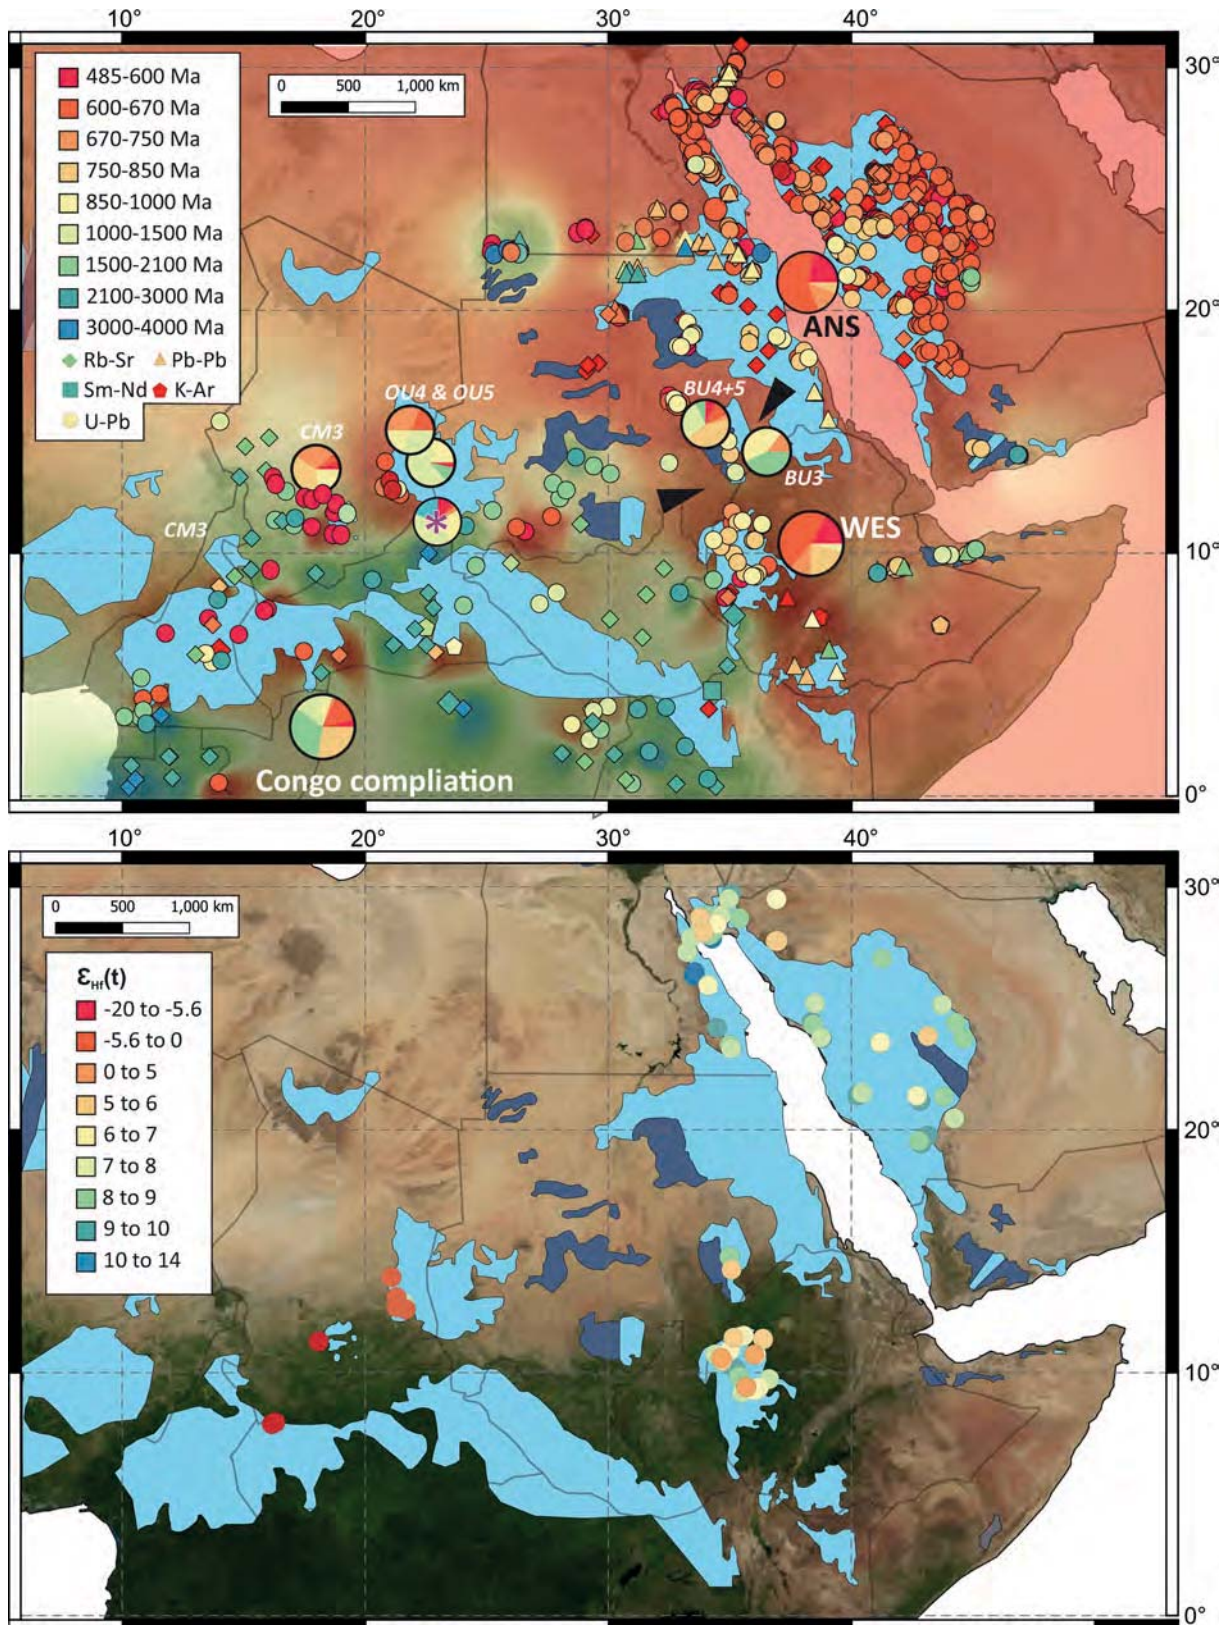 10° 20° 30° 40°
30°
485-600 Ma
600-670 Ma
670-750 Ma
750-850 Ma
850-1000 Ma
1000-1500 Ma
1500-2100 Ma
2100-3000 Ma
3000-4000 Ma
Rb-Sr Pb-Pb
Sm-Nd K-Ar
U-Pb
0 500 1,000 km
20°
ANS
OU4 & OU5
BU4+5
CM3
BU3
CM3
*
WES
10°
Congo compliation
0°
10° 20° 30° 40°
30°
0 500 1,000 km
εHf(t)
-20 to -5.6
-5.6 to 0
0 to 5
5 to 6
6 to 7
7 to 8
8 to 9
9 to 10
10 to 14
20°
10°
0°